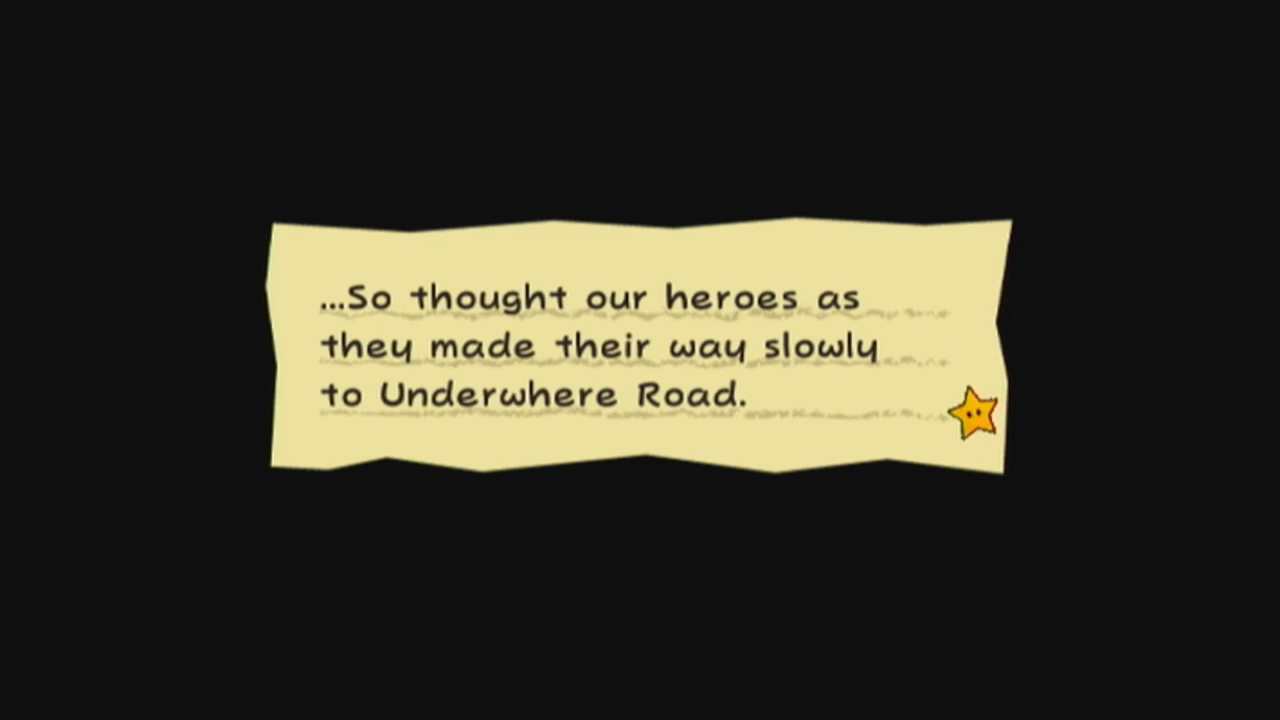 ...So thought our heroes as
they made their way slowly
to Underwhere Road.